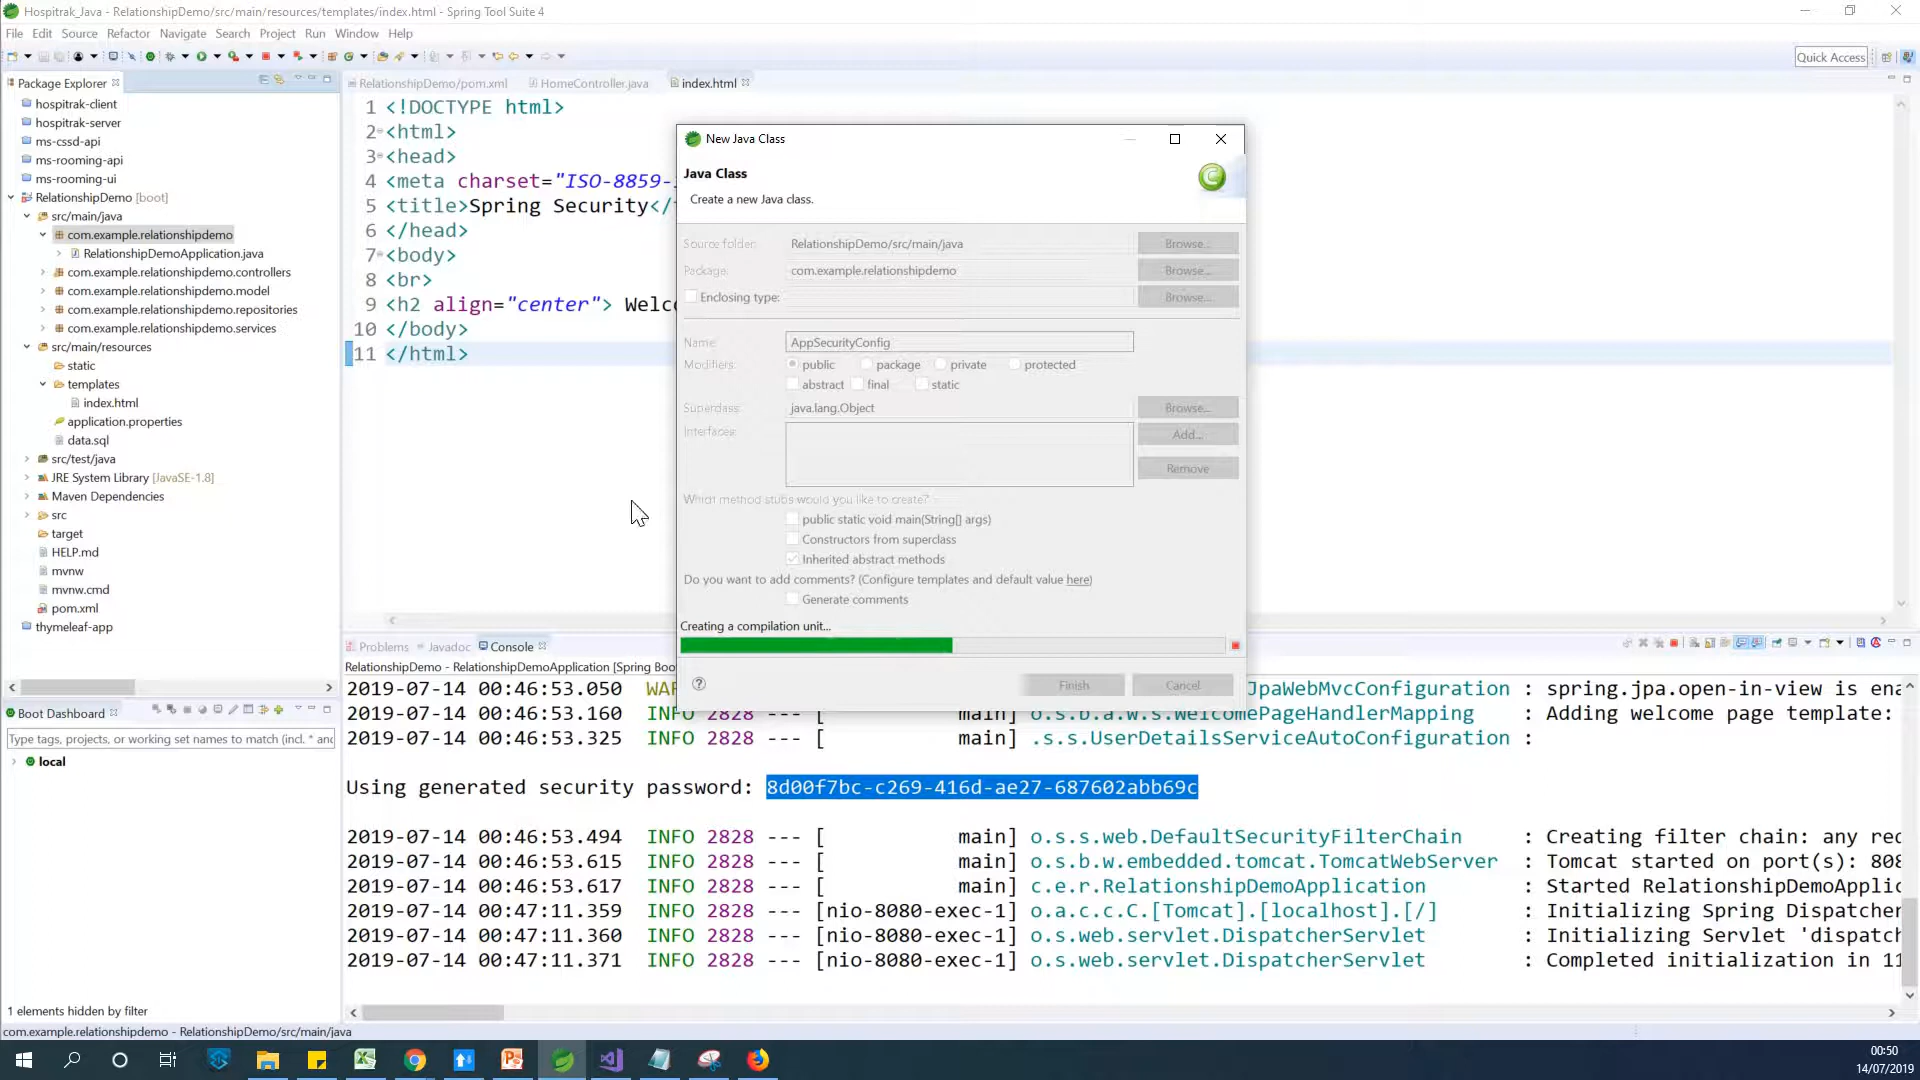 Hospitrak_Java - RelationshipDemo/src/main/resources/templates/index.html - Spring Tool Suite 4
File Edit Source Refactor Navigate Search Project Run Window Help
Quick Access
Package Explorer
hospitrak-client
hospitrak-server
ms-cssd-api
ms-rooming-api
ms-rooming-ui
RelationshipDemo [boot]
src/main/java
com.example.relationshipdemo
RelationshipDemoApplication.java
com.example.relationshipdemo.controllers
com.example.relationshipdemo.model
com.example.relationshipdemo.repositories
com.example.relationshipdemo.services
src/main/resources
static
templates
index.html
application.properties
data.sql
src/test/java
JRE System Library [JavaSE-1.8]
Maven Dependencies
src
target
HELP.md
mvnw
mvnw.cmd
pom.xml
thymeleaf-app
Boot Dashboard
Type tags, projects, or working set names to match (incl. * and
local
1 elements hidden by filter
RelationshipDemo/pom.xml HomeController.java index.html
1 <!DOCTYPE html>
2 <html>
3 <head>
4 <meta charset="ISO-8859-
5 <title>Spring Security</
6 </head>
7 <body>
8 <br>
9 <h2 align="center"> Welc
10 </body>
11 </html>
New Java Class
Java Class
Create a new Java class.
Source folder: RelationshipDemo/src/main/java Browse...
Package: com.example.relationshipdemo Browse...
Enclosing type: Browse...
Name: AppSecurityConfig
Modifiers: public package private protected
abstract final static
Superclass: java.lang.Object Browse...
Interfaces: Add...
Remove
Which method stubs would you like to create?
public static void main(String[] args)
Constructors from superclass
Inherited abstract methods
Do you want to add comments? (Configure templates and default value here)
Generate comments
Creating a compilation unit...
Finish Cancel
Problems Javadoc Console
RelationshipDemo - RelationshipDemoApplication [Spring Boo
2019-07-14 00:46:53.050 WAR JpaWebMvcConfiguration : spring.jpa.open-in-view is ena
2019-07-14 00:46:53.160 INFO 2828 --- [ main] o.s.b.a.w.s.WelcomePageHandlerMapping : Adding welcome page template:
2019-07-14 00:46:53.325 INFO 2828 --- [ main] .s.s.UserDetailsServiceAutoConfiguration :
Using generated security password: 8d00f7bc-c269-416d-ae27-687602abb69c
2019-07-14 00:46:53.494 INFO 2828 --- [ main] o.s.s.web.DefaultSecurityFilterChain : Creating filter chain: any rec
2019-07-14 00:46:53.615 INFO 2828 --- [ main] o.s.b.w.embedded.tomcat.TomcatWebServer : Tomcat started on port(s): 808
2019-07-14 00:46:53.617 INFO 2828 --- [ main] c.e.r.RelationshipDemoApplication : Started RelationshipDemoApplic
2019-07-14 00:47:11.359 INFO 2828 --- [nio-8080-exec-1] o.a.c.c.C.[Tomcat].[localhost].[/] : Initializing Spring Dispatcher
2019-07-14 00:47:11.360 INFO 2828 --- [nio-8080-exec-1] o.s.web.servlet.DispatcherServlet : Initializing Servlet 'dispatch
2019-07-14 00:47:11.371 INFO 2828 --- [nio-8080-exec-1] o.s.web.servlet.DispatcherServlet : Completed initialization in 11
com.example.relationshipdemo - RelationshipDemo/src/main/java
00:50
14/07/2019